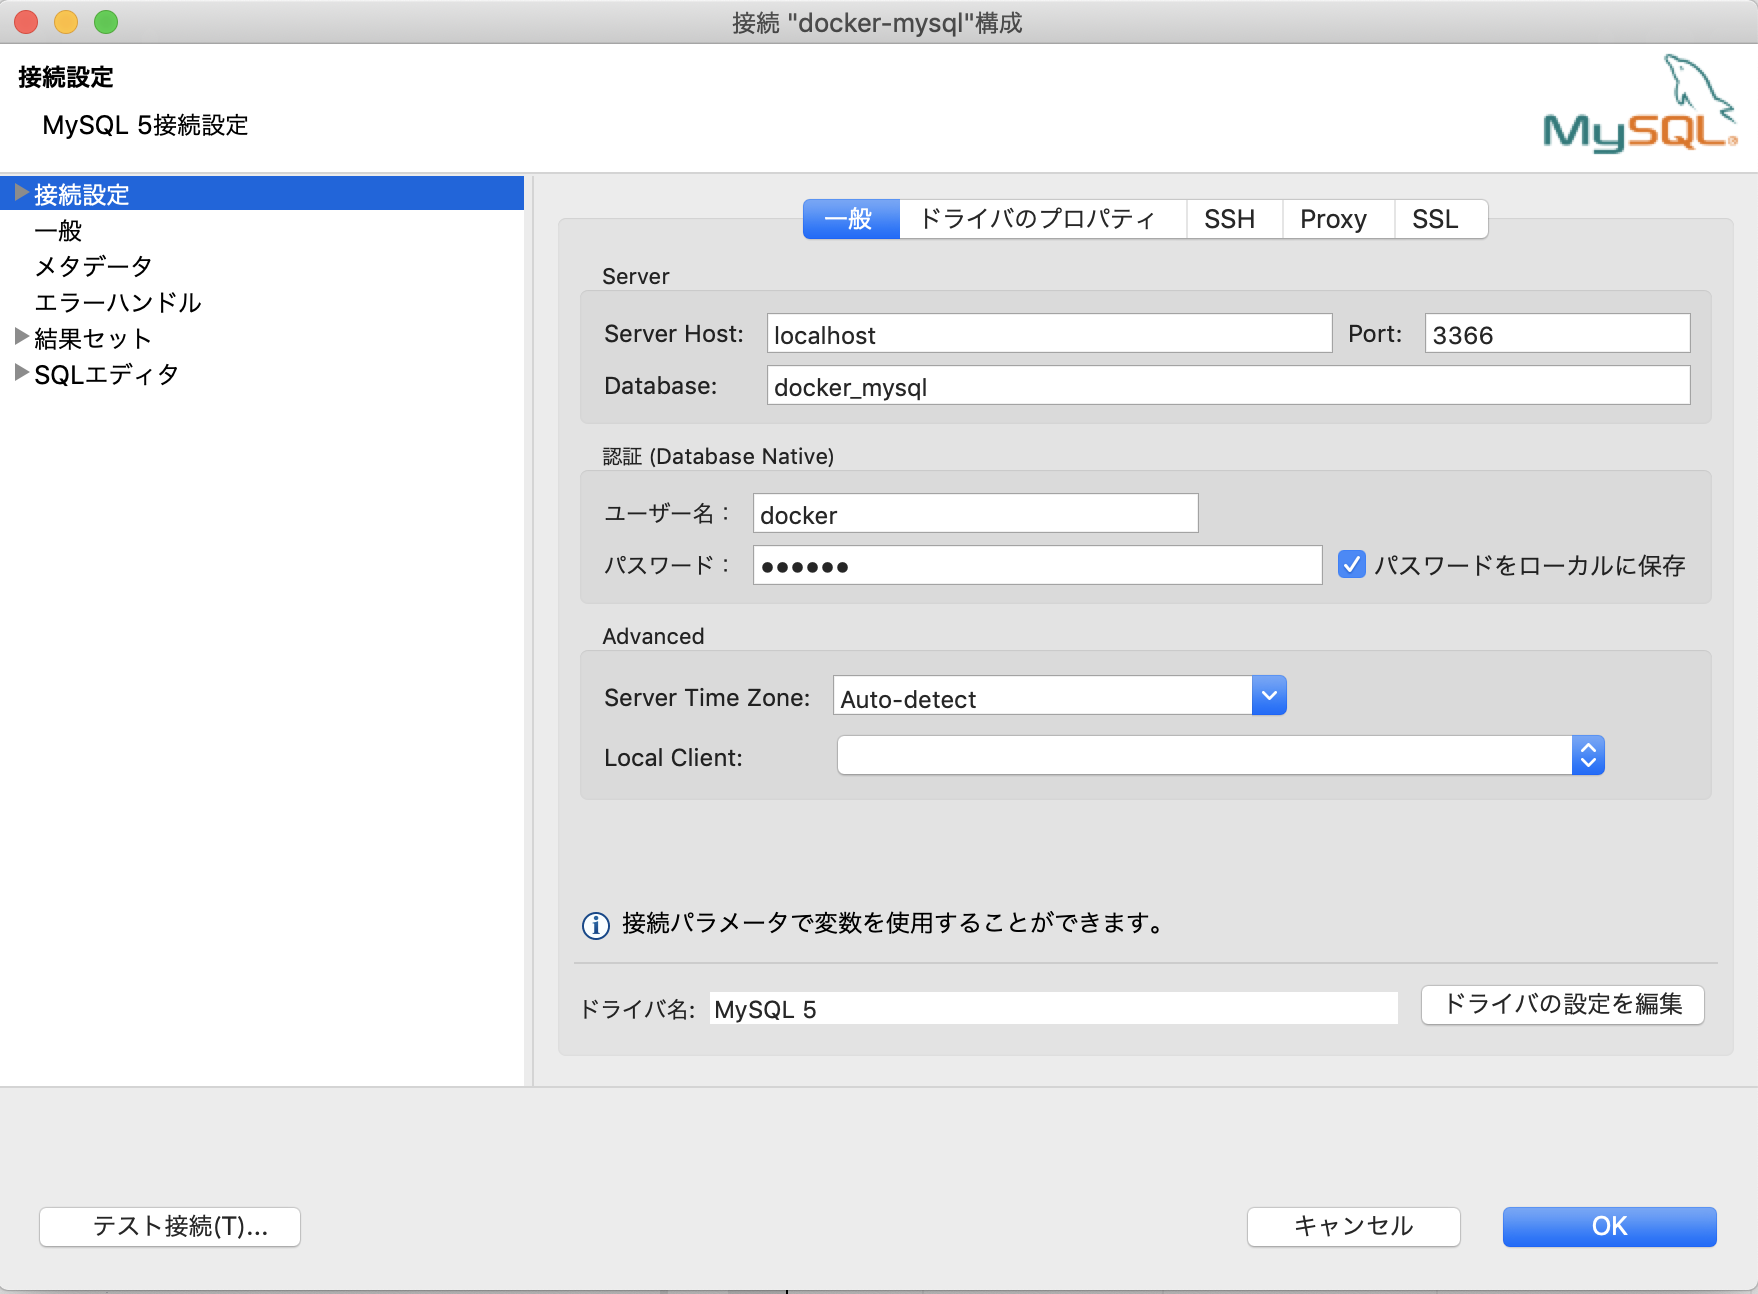 接続 "docker-mysql"構成
接続設定
MySQL 5接続設定
MySQL®
接続設定
一般
メタデータ
エラーハンドル
結果セット
SQLエディタ
一般 ドライバのプロパティ SSH Proxy SSL
Server
Server Host: localhost Port: 3366
Database: docker_mysql
認証 (Database Native)
ユーザー名： docker
パスワード： ●●●●●● パスワードをローカルに保存
Advanced
Server Time Zone: Auto-detect
Local Client:
接続パラメータで変数を使用することができます。
ドライバ名: MySQL 5 ドライバの設定を編集
テスト接続(T)... キャンセル OK